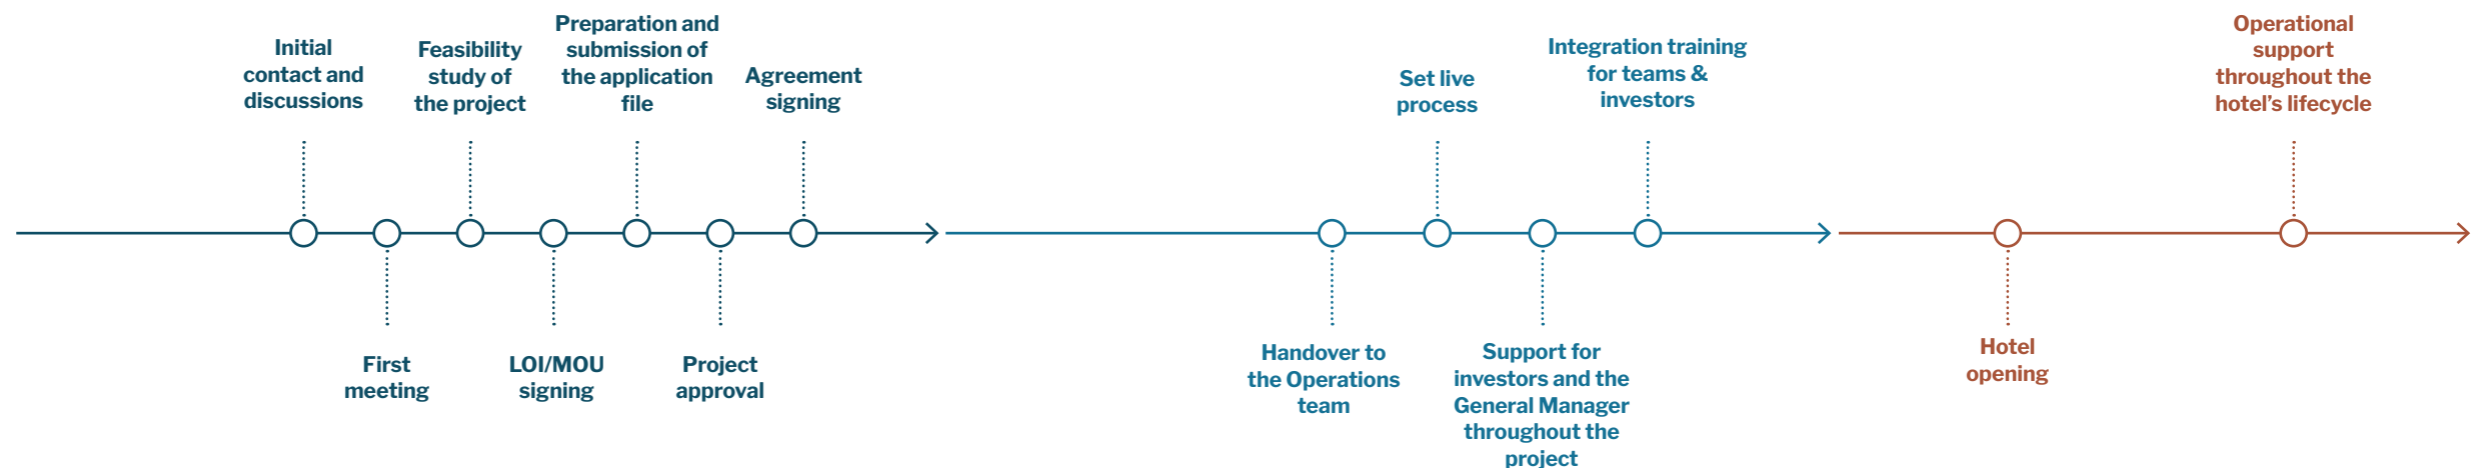 Initial
contact and
discussions
First
meeting
Feasibility
study of
the project
LOI/MOU
signing
Preparation and
submission of
the application
file
Project
approval
Agreement
signing
Handover to
the Operations
team
Set live
process
Support for
investors and the
General Manager
throughout the
project
Integration training
for teams &
investors
Hotel
opening
Operational
support
throughout the
hotel’s lifecycle